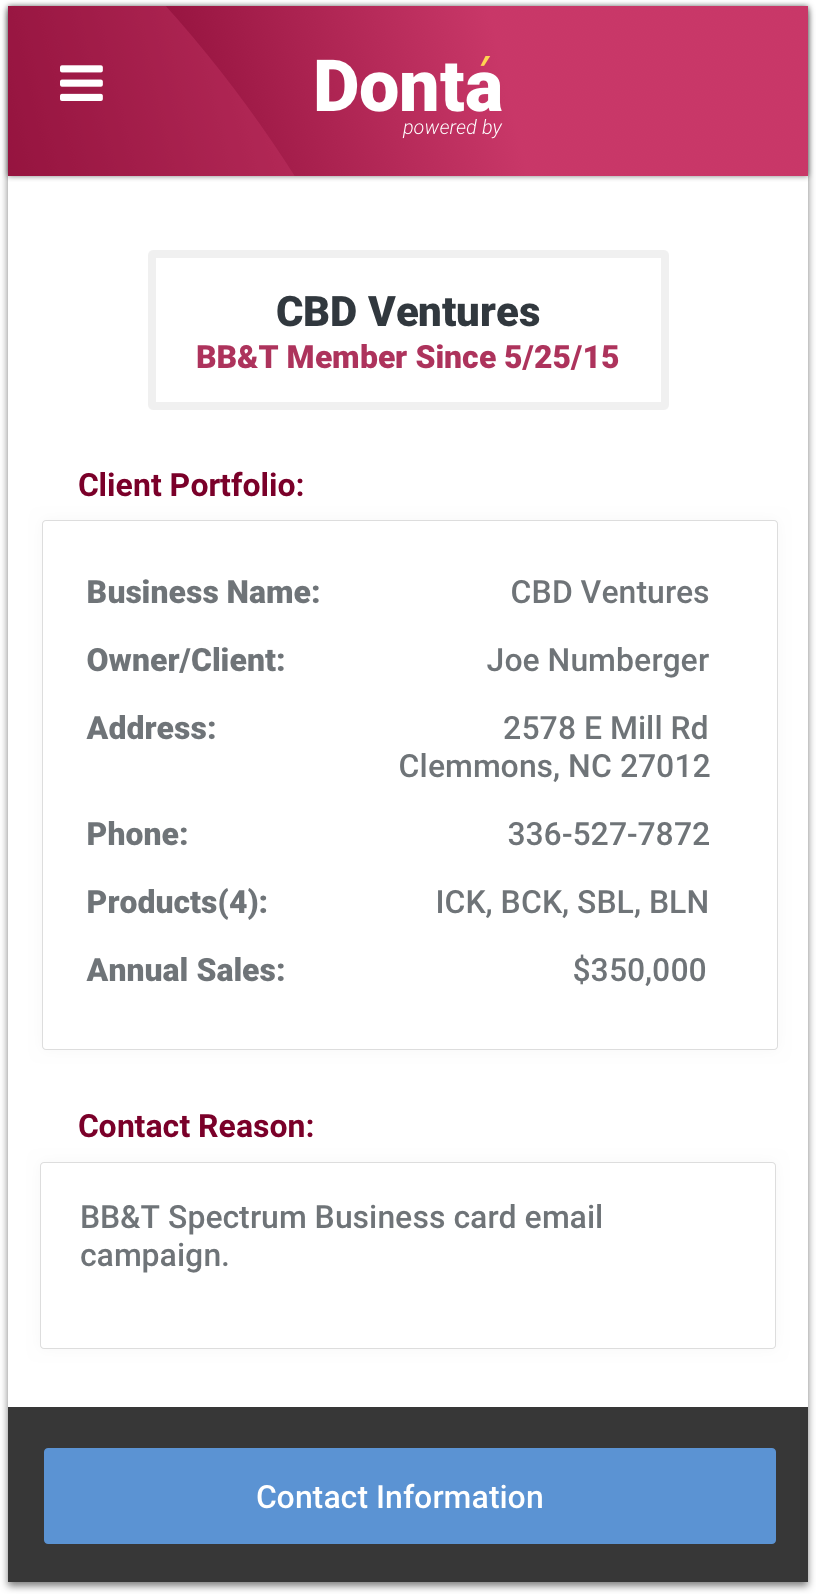 Dontá
powered by
CBD Ventures
BB&T Member Since 5/25/15
Client Portfolio:
Business Name: CBD Ventures
Owner/Client: Joe Numberger
Address: 2578 E Mill Rd
Clemmons, NC 27012
Phone: 336-527-7872
Products(4): ICK, BCK, SBL, BLN
Annual Sales: $350,000
Contact Reason:
BB&T Spectrum Business card email
campaign.
Contact Information